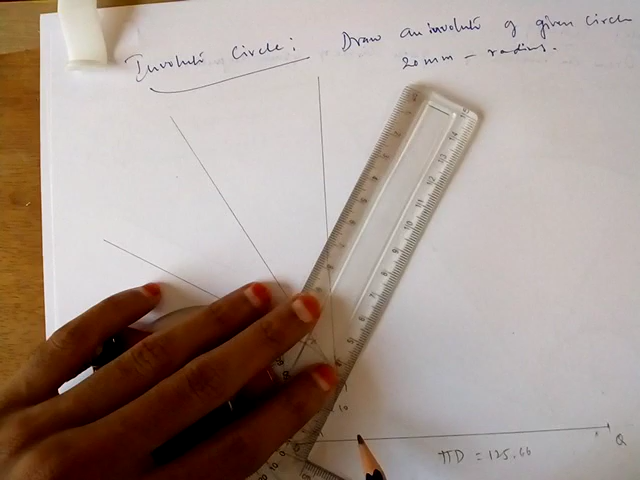 Involute Circle: Draw an involute of given circle
20mm - radius.
Q
πD = 125.66